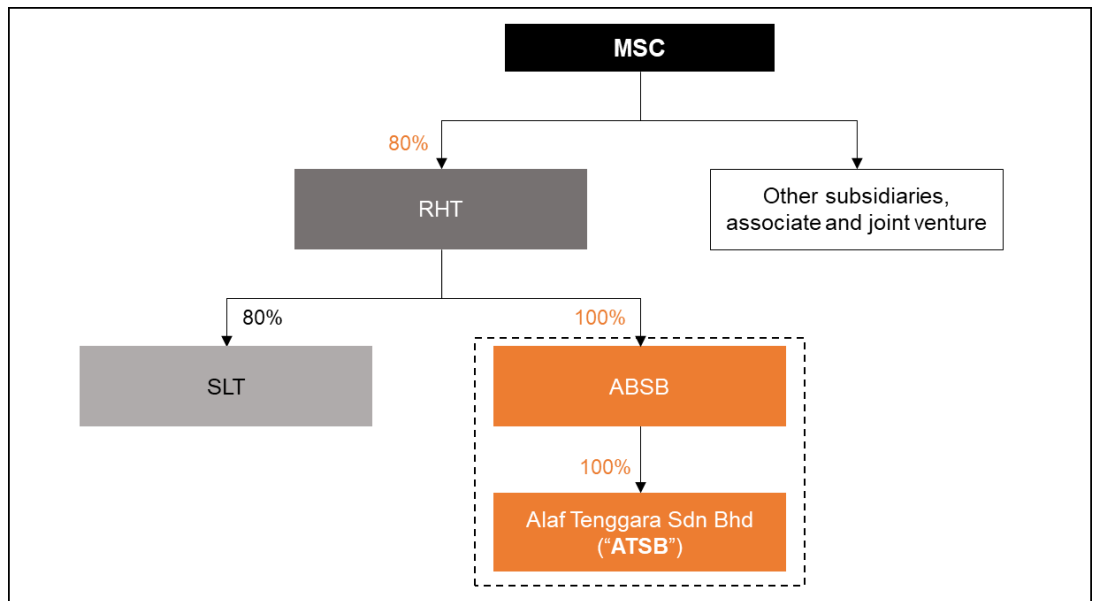 MSC
80%
RHT
Other subsidiaries,
associate and joint venture
80%
100%
SLT
ABSB
100%
Alaf Tenggara Sdn Bhd
(“ATSB”)